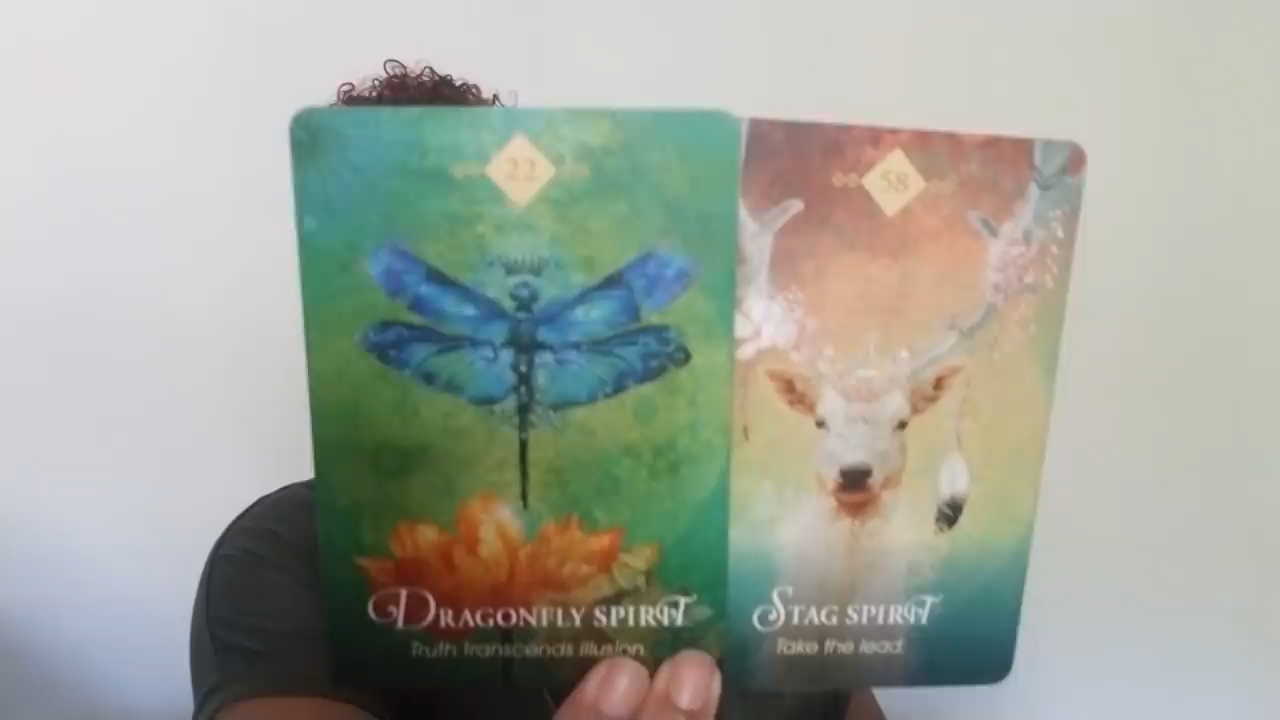 22
DRAGONFLY SPIRIT
Truth transcends illusion.
58
STAG SPIRIT
Take the lead.